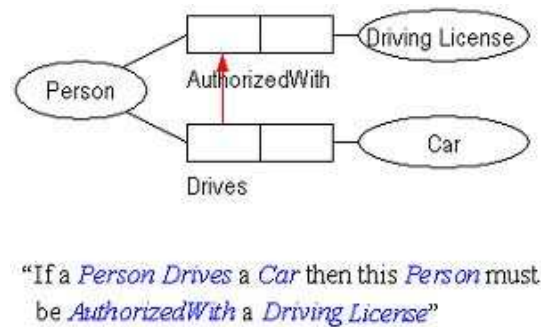 Driving License
AuthorizedWith
Person
Car
Drives
“If a Person Drives a Car then this Person must
be AuthorizedWith a Driving License”